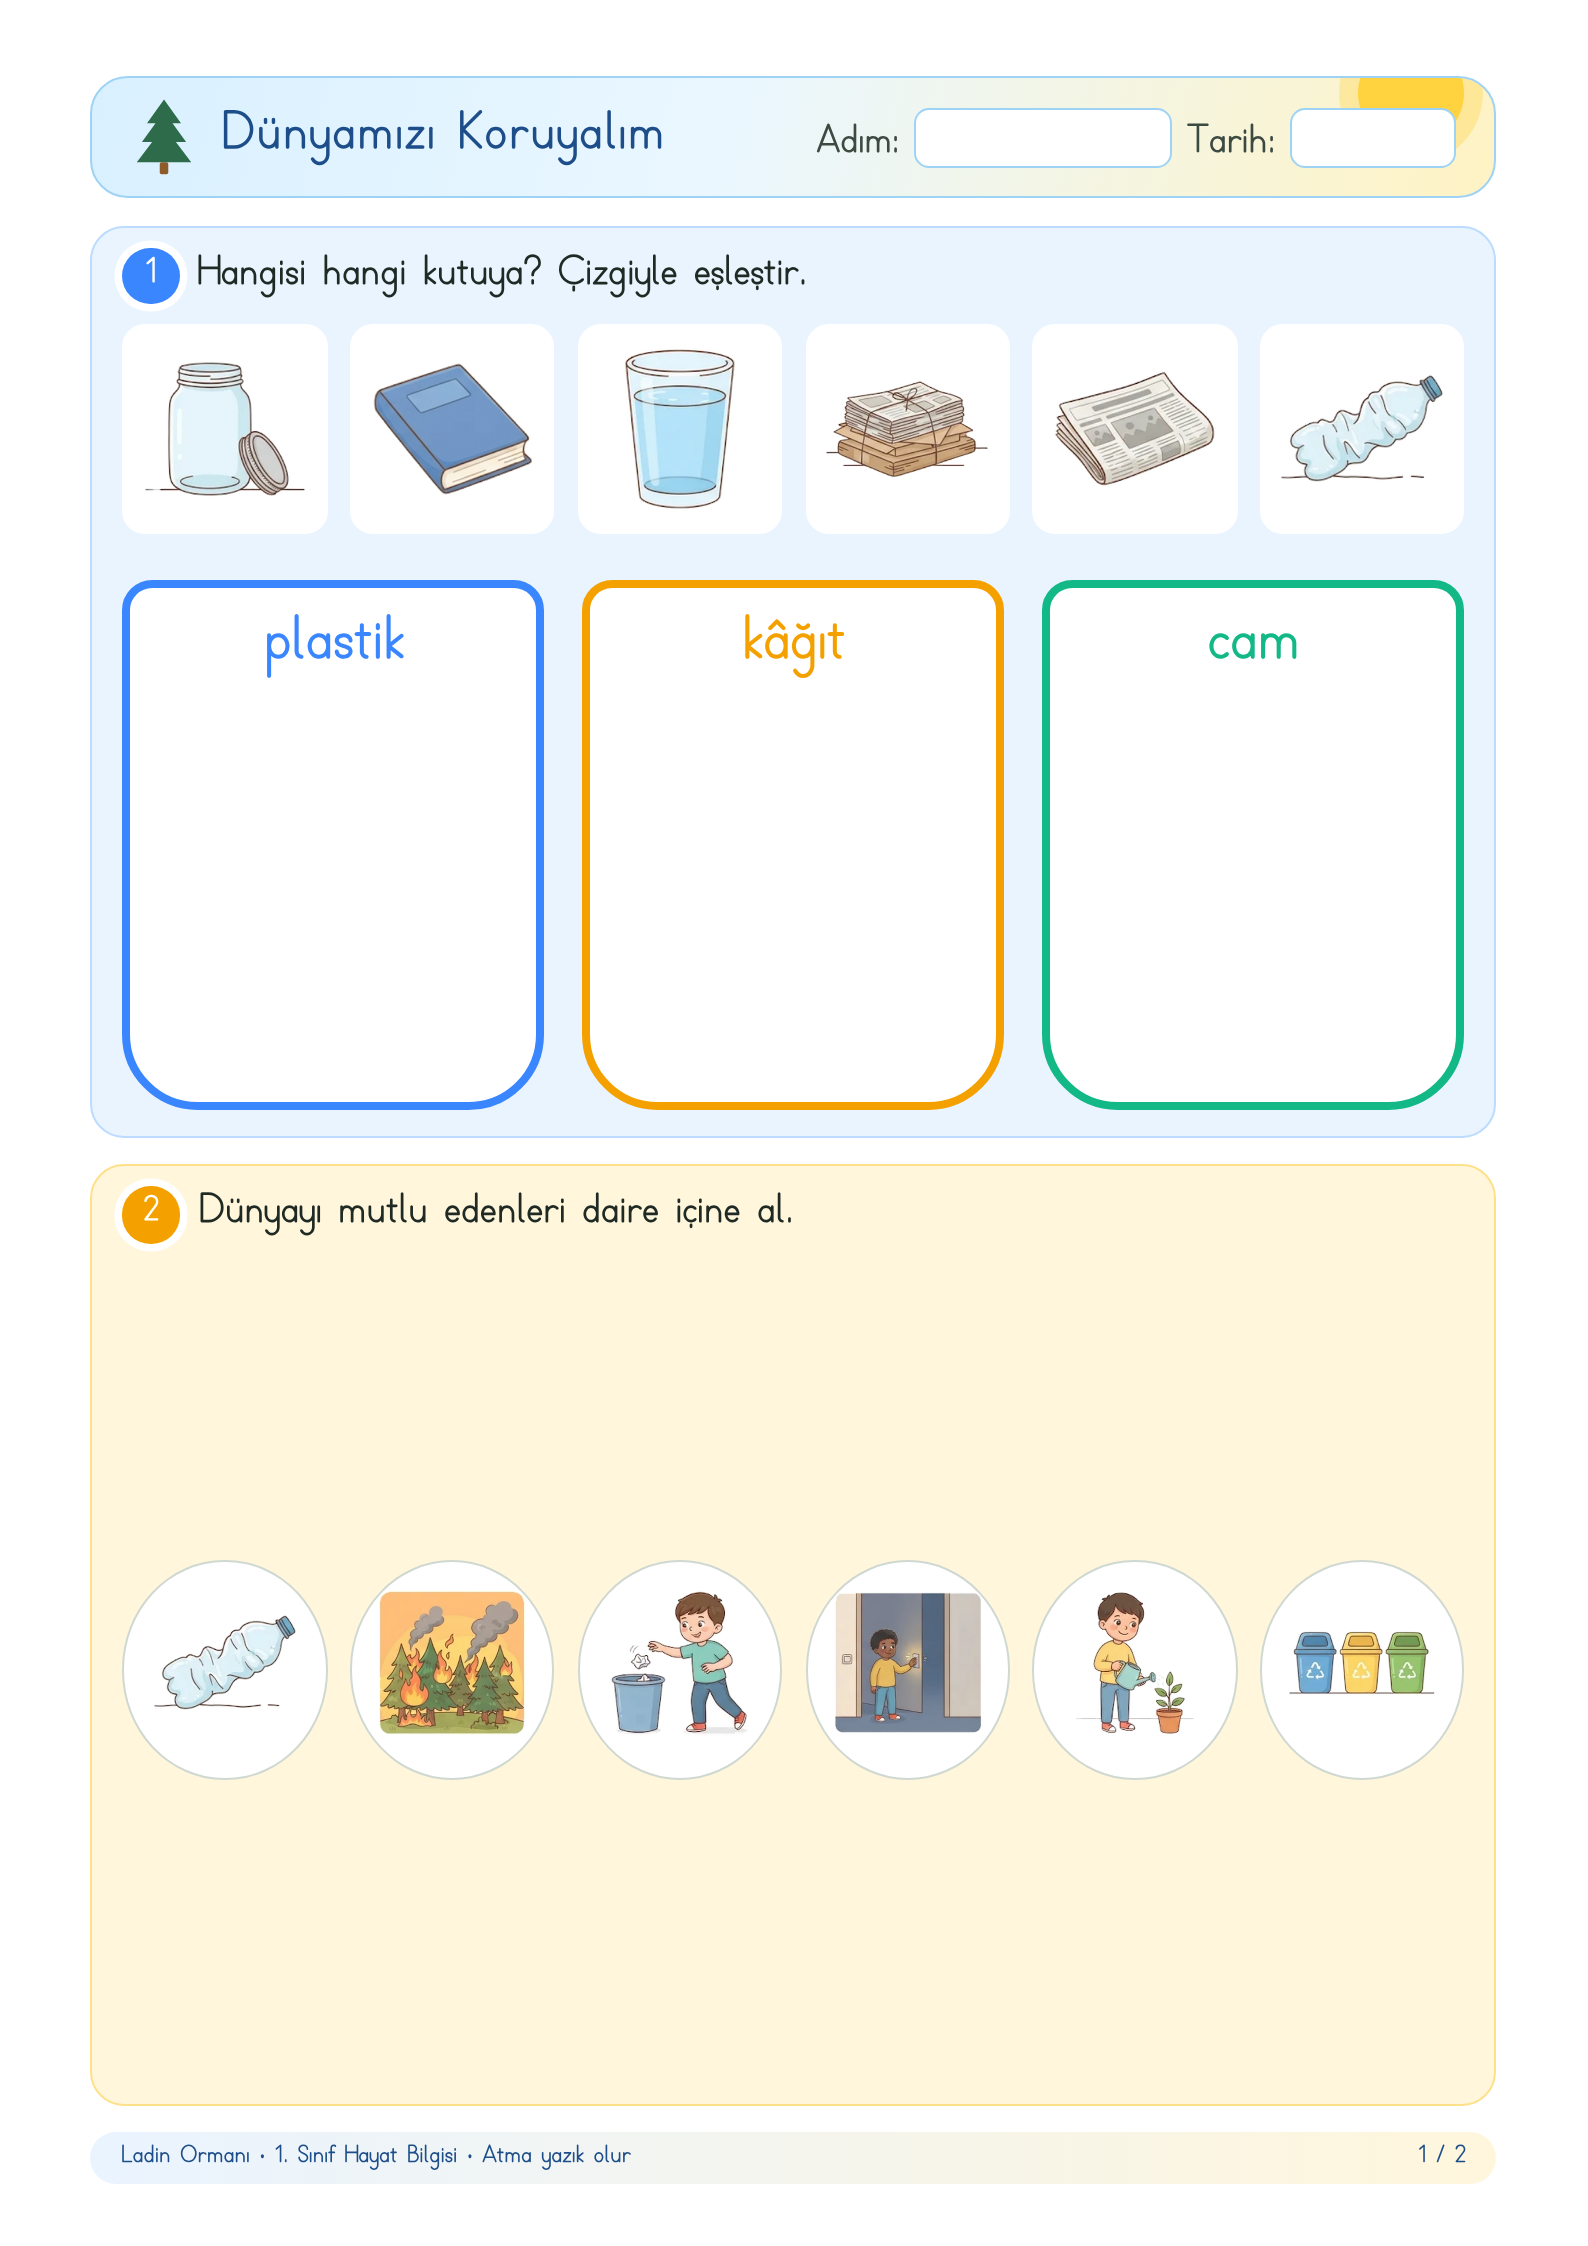 Dünyamızı Koruyalım
Adım:
Tarih:
1 Hangisi hangi kutuya? Çizgiyle eşleştir.
plastik
kâğıt
cam
2 Dünyayı mutlu edenleri daire içine al.
Ladin Ormanı • 1. Sınıf Hayat Bilgisi • Atma yazık olur
1 / 2